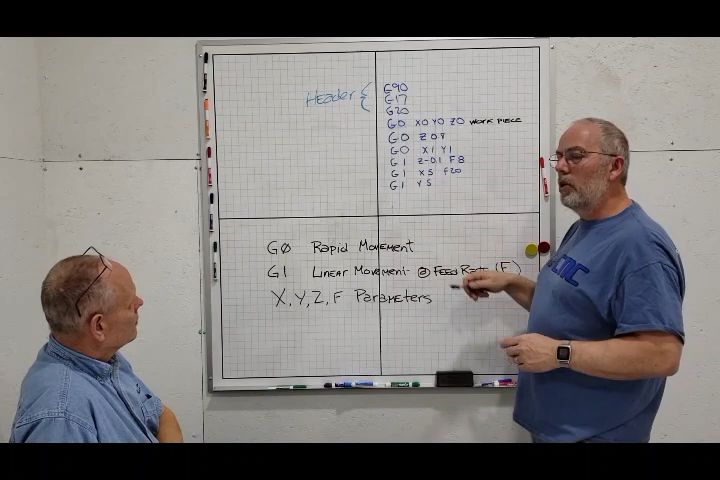 Header {
G90
G17
G20
G0 X0 Y0 Z0 WORK PIECE
G0 Z0.5
G0 X1 Y1
G1 Z-0.1 F8
G1 X5 F20
G1 Y5
G0 Rapid Movement
G1 Linear Movement @ Feed Rate (F)
X, Y, Z, F Parameters
CNC